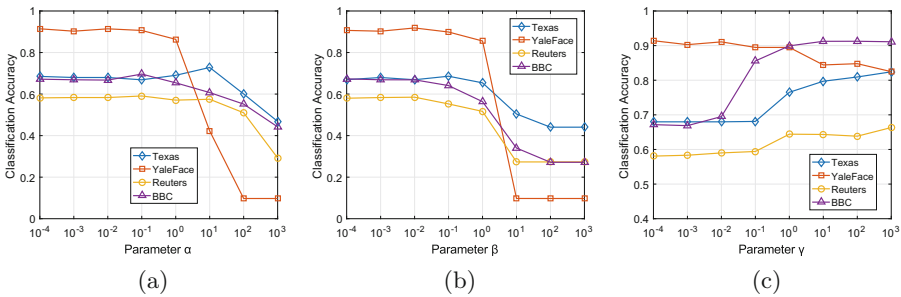 1
0.8
0.6
0.4
0.2
0
Classification Accuracy
Texas
YaleFace
Reuters
BBC
10^-4 10^-3 10^-2 10^-1 10^0 10^1 10^2 10^3
Parameter α
(a)
1
0.8
0.6
0.4
0.2
0
Classification Accuracy
Texas
YaleFace
Reuters
BBC
10^-4 10^-3 10^-2 10^-1 10^0 10^1 10^2 10^3
Parameter β
(b)
1
0.9
0.8
0.7
0.6
0.5
0.4
Classification Accuracy
Texas
YaleFace
Reuters
BBC
10^-4 10^-3 10^-2 10^-1 10^0 10^1 10^2 10^3
Parameter γ
(c)